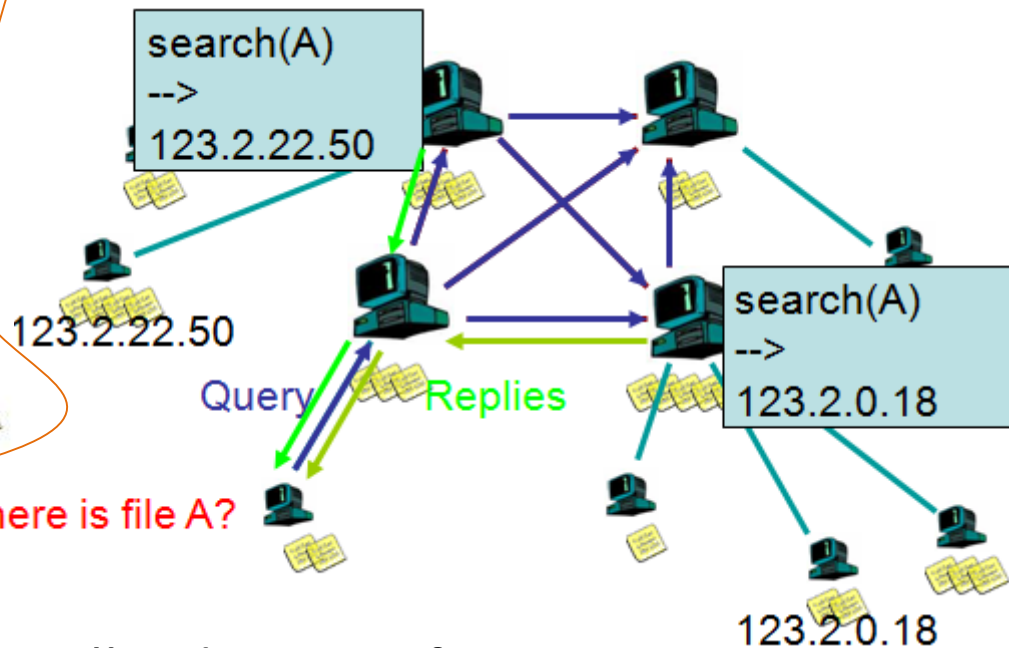 search(A)
-->
123.2.22.50
123.2.22.50
search(A)
-->
123.2.0.18
Query
Replies
here is file A?
123.2.0.18